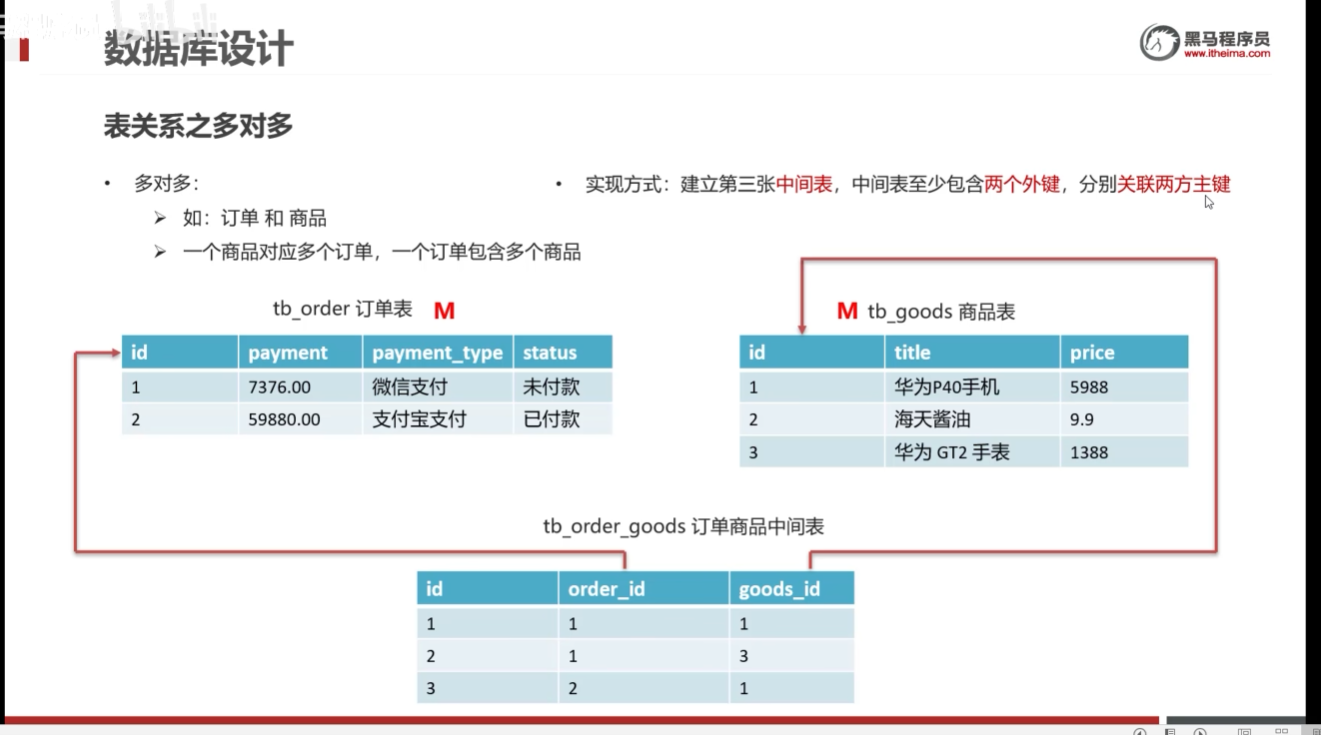 数据库设计
黑马程序员
www.itheima.com
表关系之多对多
• 多对多：
➢ 如：订单 和 商品
➢ 一个商品对应多个订单，一个订单包含多个商品
• 实现方式：建立第三张中间表，中间表至少包含两个外键，分别关联两方主键
tb_order 订单表 M
id payment payment_type status
1 7376.00 微信支付 未付款
2 59880.00 支付宝支付 已付款
M tb_goods 商品表
id title price
1 华为P40手机 5988
2 海天酱油 9.9
3 华为 GT2 手表 1388
tb_order_goods 订单商品中间表
id order_id goods_id
1 1 1
2 1 3
3 2 1